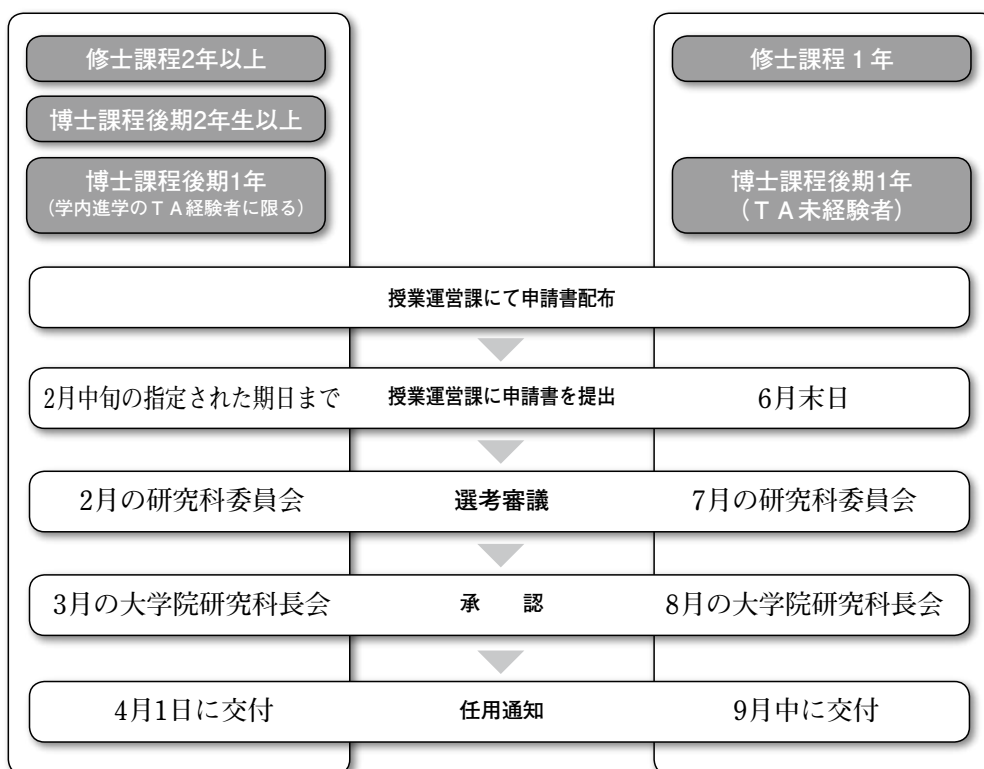 修士課程2年以上
博士課程後期2年生以上
博士課程後期1年
（学内進学のＴＡ経験者に限る）
修士課程１年
博士課程後期1年
（ＴＡ未経験者）
授業運営課にて申請書配布
2月中旬の指定された期日まで 授業運営課に申請書を提出 6月末日
2月の研究科委員会 選考審議 7月の研究科委員会
3月の大学院研究科長会 承　認 8月の大学院研究科長会
4月1日に交付 任用通知 9月中に交付